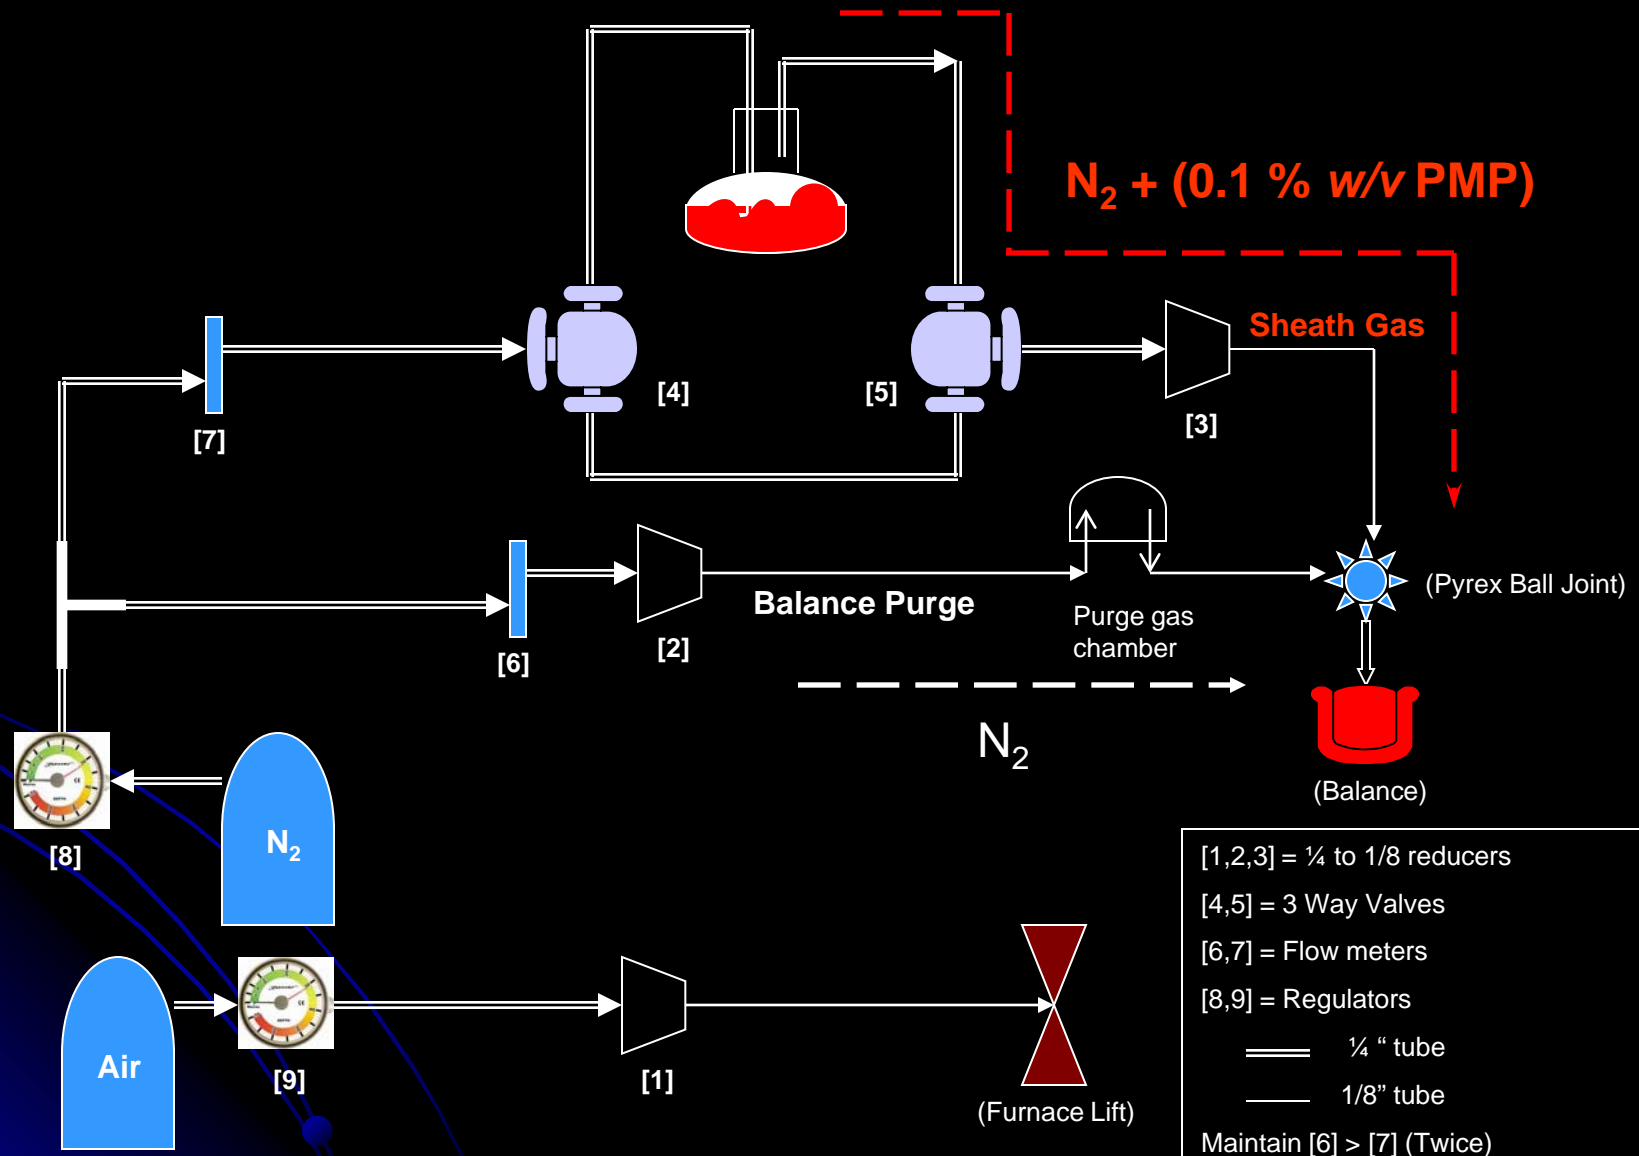 N2 + (0.1 % w/v PMP)
Sheath Gas
[4]
[5]
[3]
[7]
(Pyrex Ball Joint)
Balance Purge
Purge gas
chamber
[2]
[6]
N2
(Balance)
N2
[8]
[1,2,3] = ¼ to 1/8 reducers
[4,5] = 3 Way Valves
[6,7] = Flow meters
[8,9] = Regulators
¼ “ tube
1/8” tube
Maintain [6] > [7] (Twice)
Air
[9]
[1]
(Furnace Lift)